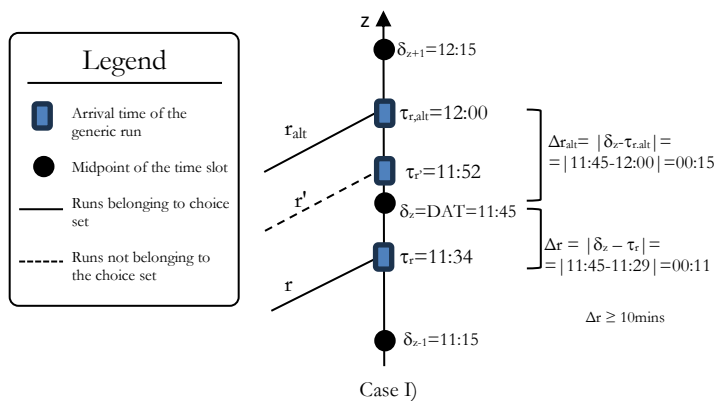 Legend
Arrival time of the
generic run
Midpoint of the time slot
Runs belonging to choice
set
Runs not belonging to
the choice set
z
δz+1=12:15
ralt
τr,alt=12:00
r'
τr'=11:52
δz=DAT=11:45
r
τr=11:34
δz-1=11:15
Δralt= |δz-τr.alt|=
=|11:45-12:00|=00:15
Δr = |δz – τr|=
=|11:45-11:29|=00:11
Δr ≥ 10mins
Case I)